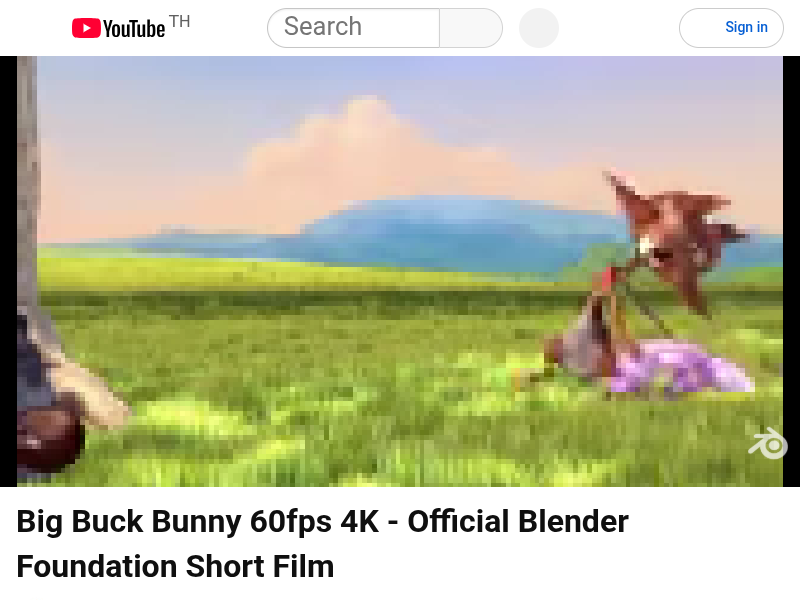 YouTube TH
Search
Sign in
Big Buck Bunny 60fps 4K - Official Blender
Foundation Short Film